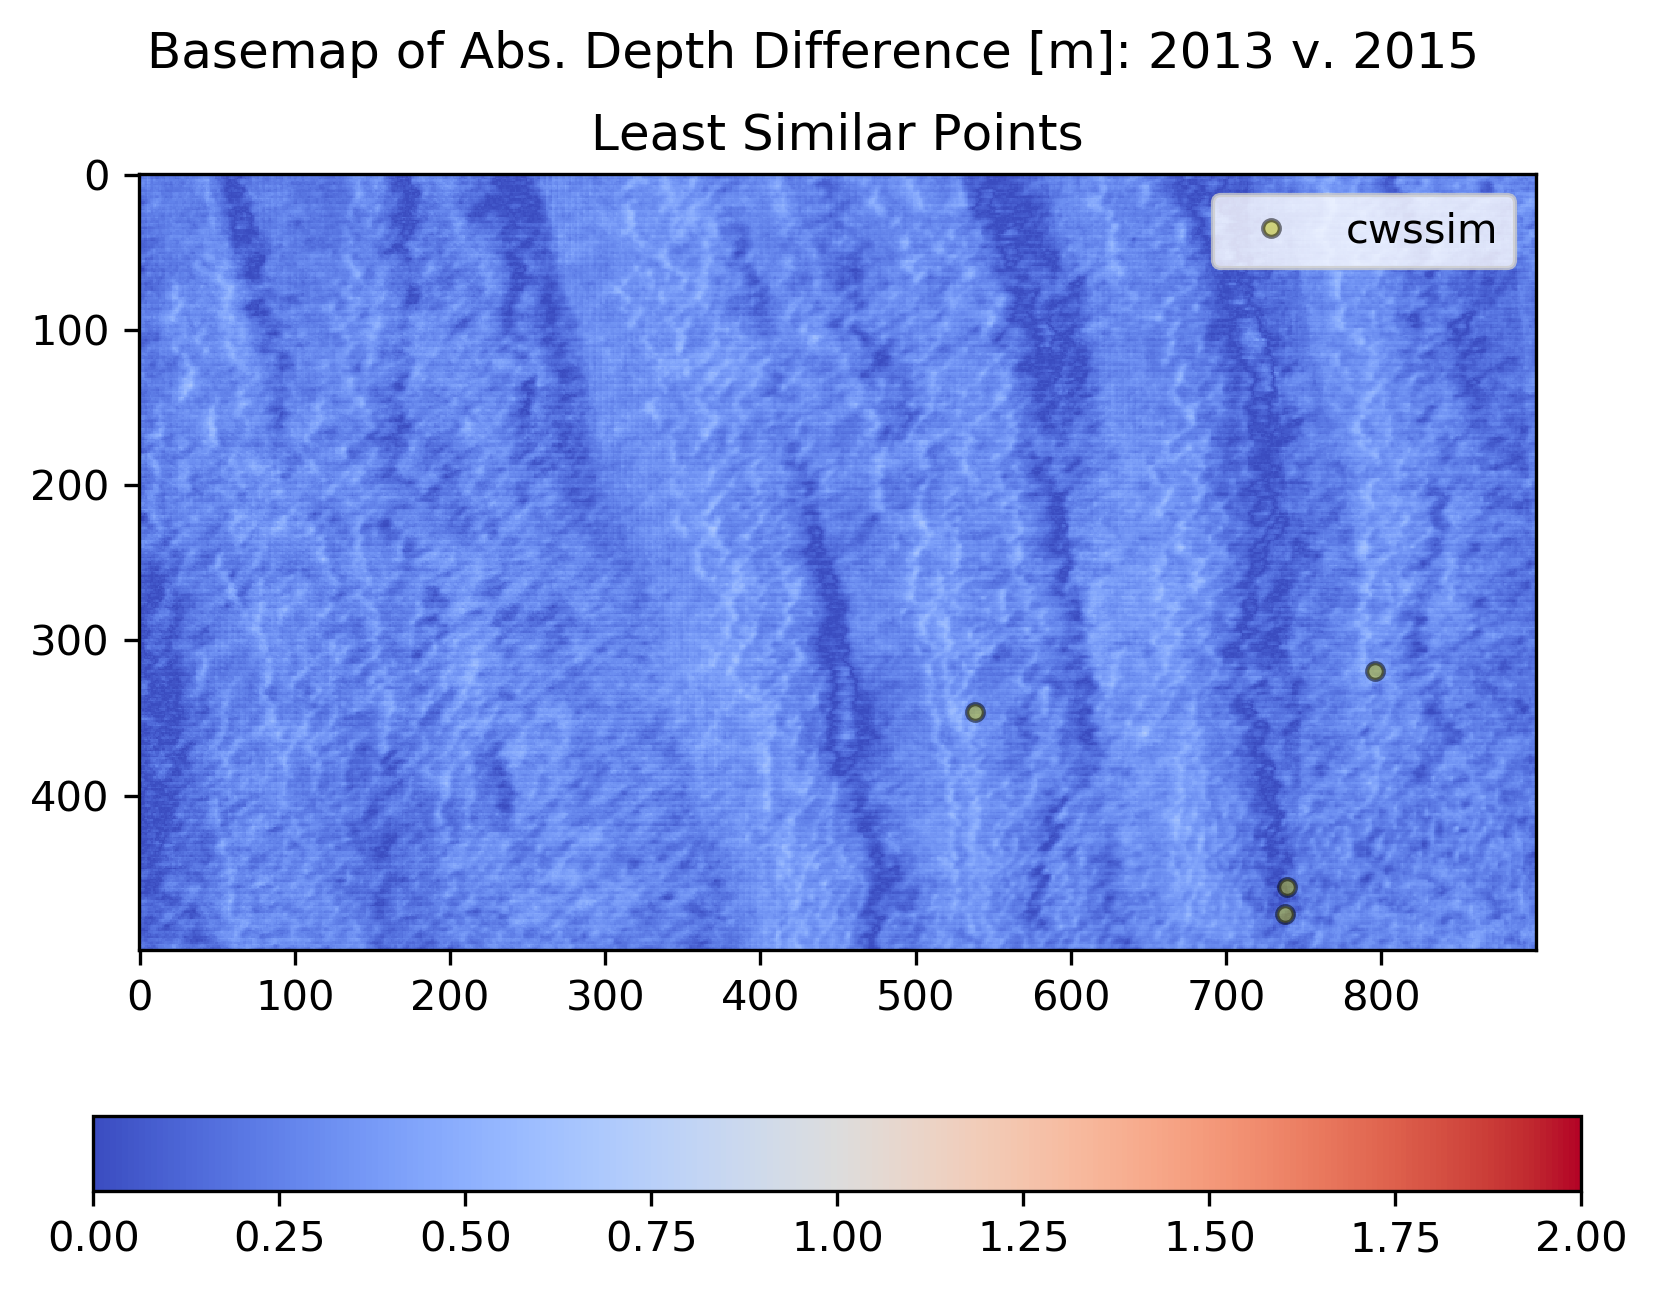 Basemap of Abs. Depth Difference [m]: 2013 v. 2015
Least Similar Points
cwssim
0
100
200
300
400
0 100 200 300 400 500 600 700 800
0.00 0.25 0.50 0.75 1.00 1.25 1.50 1.75 2.00